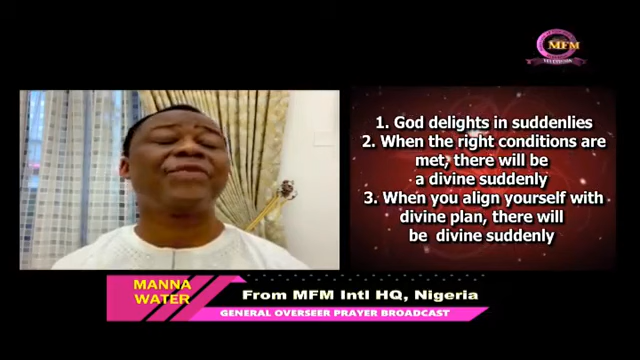 MFM
TELEVISION
1. God delights in suddenlies
2. When the right conditions are
met, there will be
a divine suddenly
3. When you align yourself with
divine plan, there will
be divine suddenly
MANNA
WATER
From MFM Intl HQ, Nigeria
GENERAL OVERSEER PRAYER BROADCAST